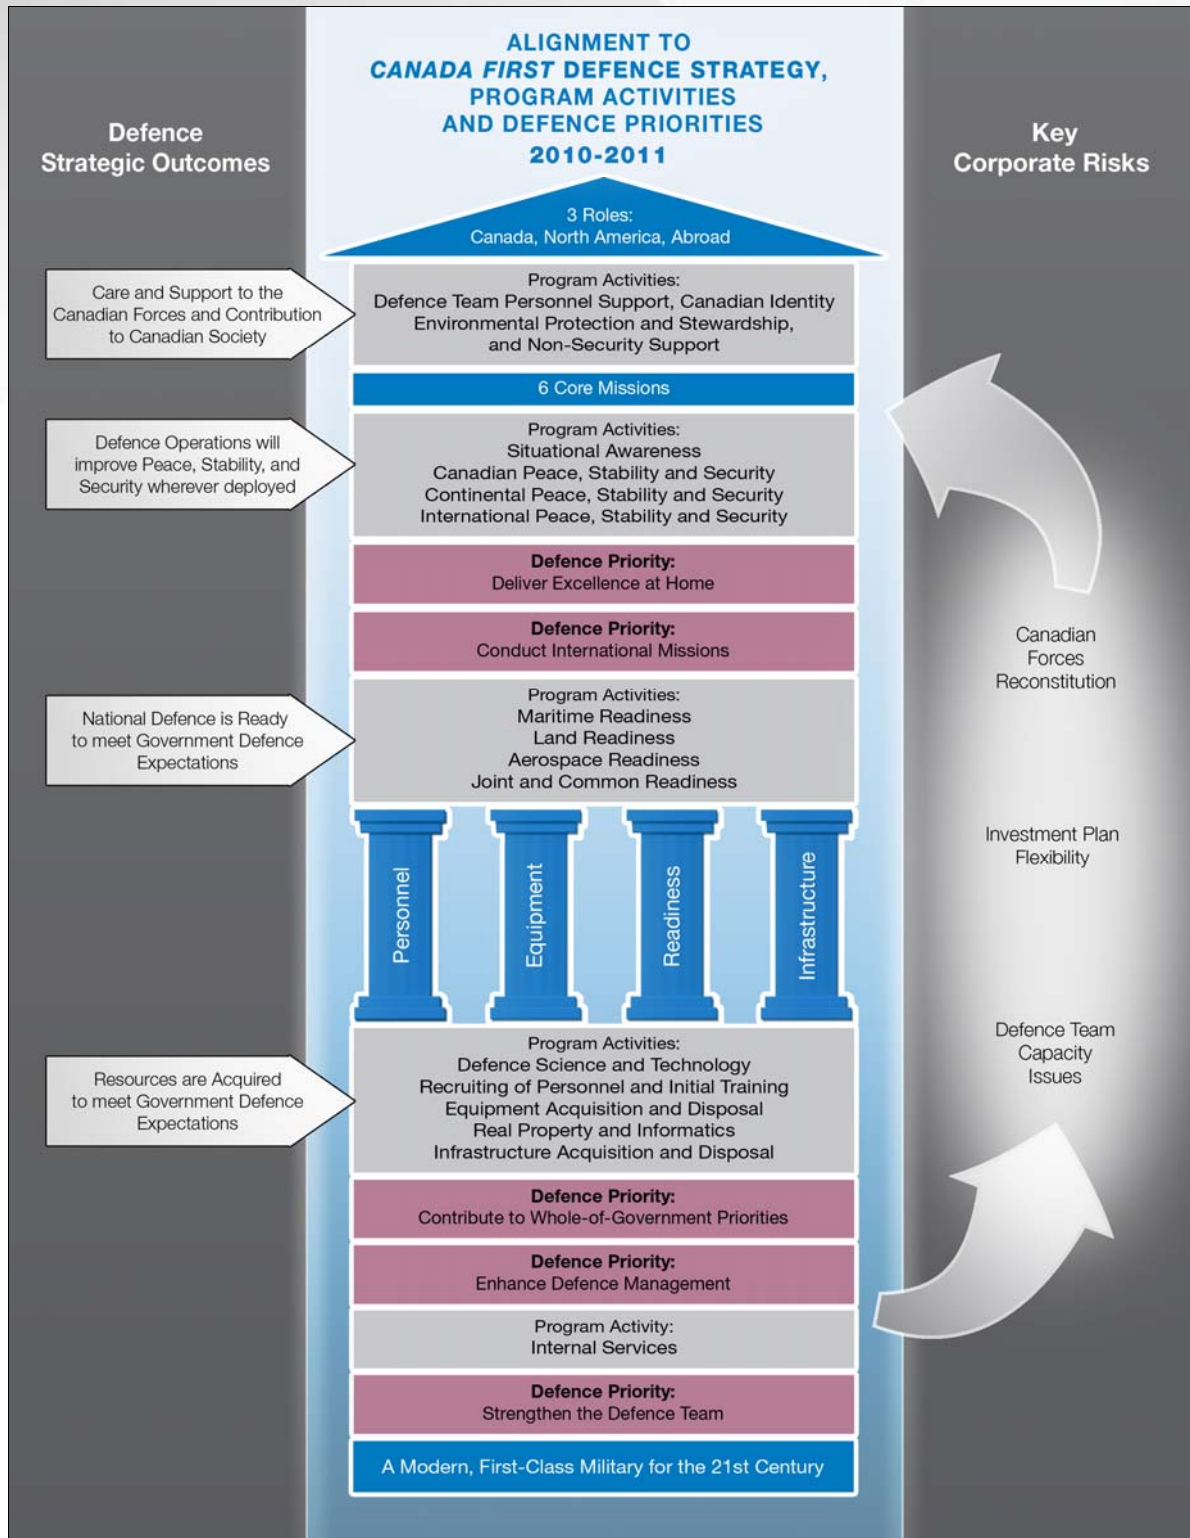 ALIGNMENT TO
CANADA FIRST DEFENCE STRATEGY,
PROGRAM ACTIVITIES
AND DEFENCE PRIORITIES
2010-2011
Defence
Strategic Outcomes
Key
Corporate Risks
3 Roles:
Canada, North America, Abroad
Care and Support to the
Canadian Forces and Contribution
to Canadian Society
Program Activities:
Defence Team Personnel Support, Canadian Identity
Environmental Protection and Stewardship,
and Non-Security Support
6 Core Missions
Defence Operations will
improve Peace, Stability, and
Security wherever deployed
Program Activities:
Situational Awareness
Canadian Peace, Stability and Security
Continental Peace, Stability and Security
International Peace, Stability and Security
Defence Priority:
Deliver Excellence at Home
Defence Priority:
Conduct International Missions
National Defence is Ready
to meet Government Defence
Expectations
Program Activities:
Maritime Readiness
Land Readiness
Aerospace Readiness
Joint and Common Readiness
Personnel
Equipment
Readiness
Infrastructure
Resources are Acquired
to meet Government Defence
Expectations
Program Activities:
Defence Science and Technology
Recruiting of Personnel and Initial Training
Equipment Acquisition and Disposal
Real Property and Informatics
Infrastructure Acquisition and Disposal
Defence Priority:
Contribute to Whole-of-Government Priorities
Defence Priority:
Enhance Defence Management
Program Activity:
Internal Services
Defence Priority:
Strengthen the Defence Team
A Modern, First-Class Military for the 21st Century
Canadian
Forces
Reconstitution
Investment Plan
Flexibility
Defence Team
Capacity
Issues